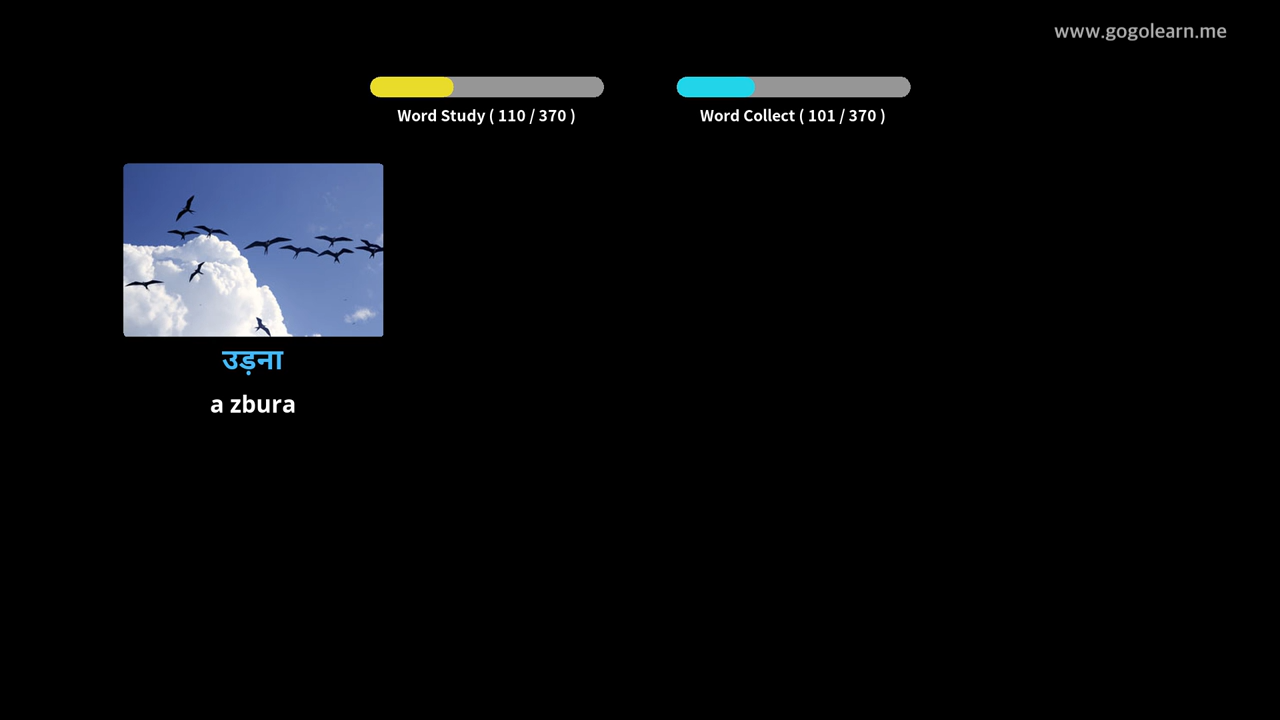 www.gogolearn.me
Word Study ( 110 / 370 )
Word Collect ( 101 / 370 )
उड़ना
a zbura